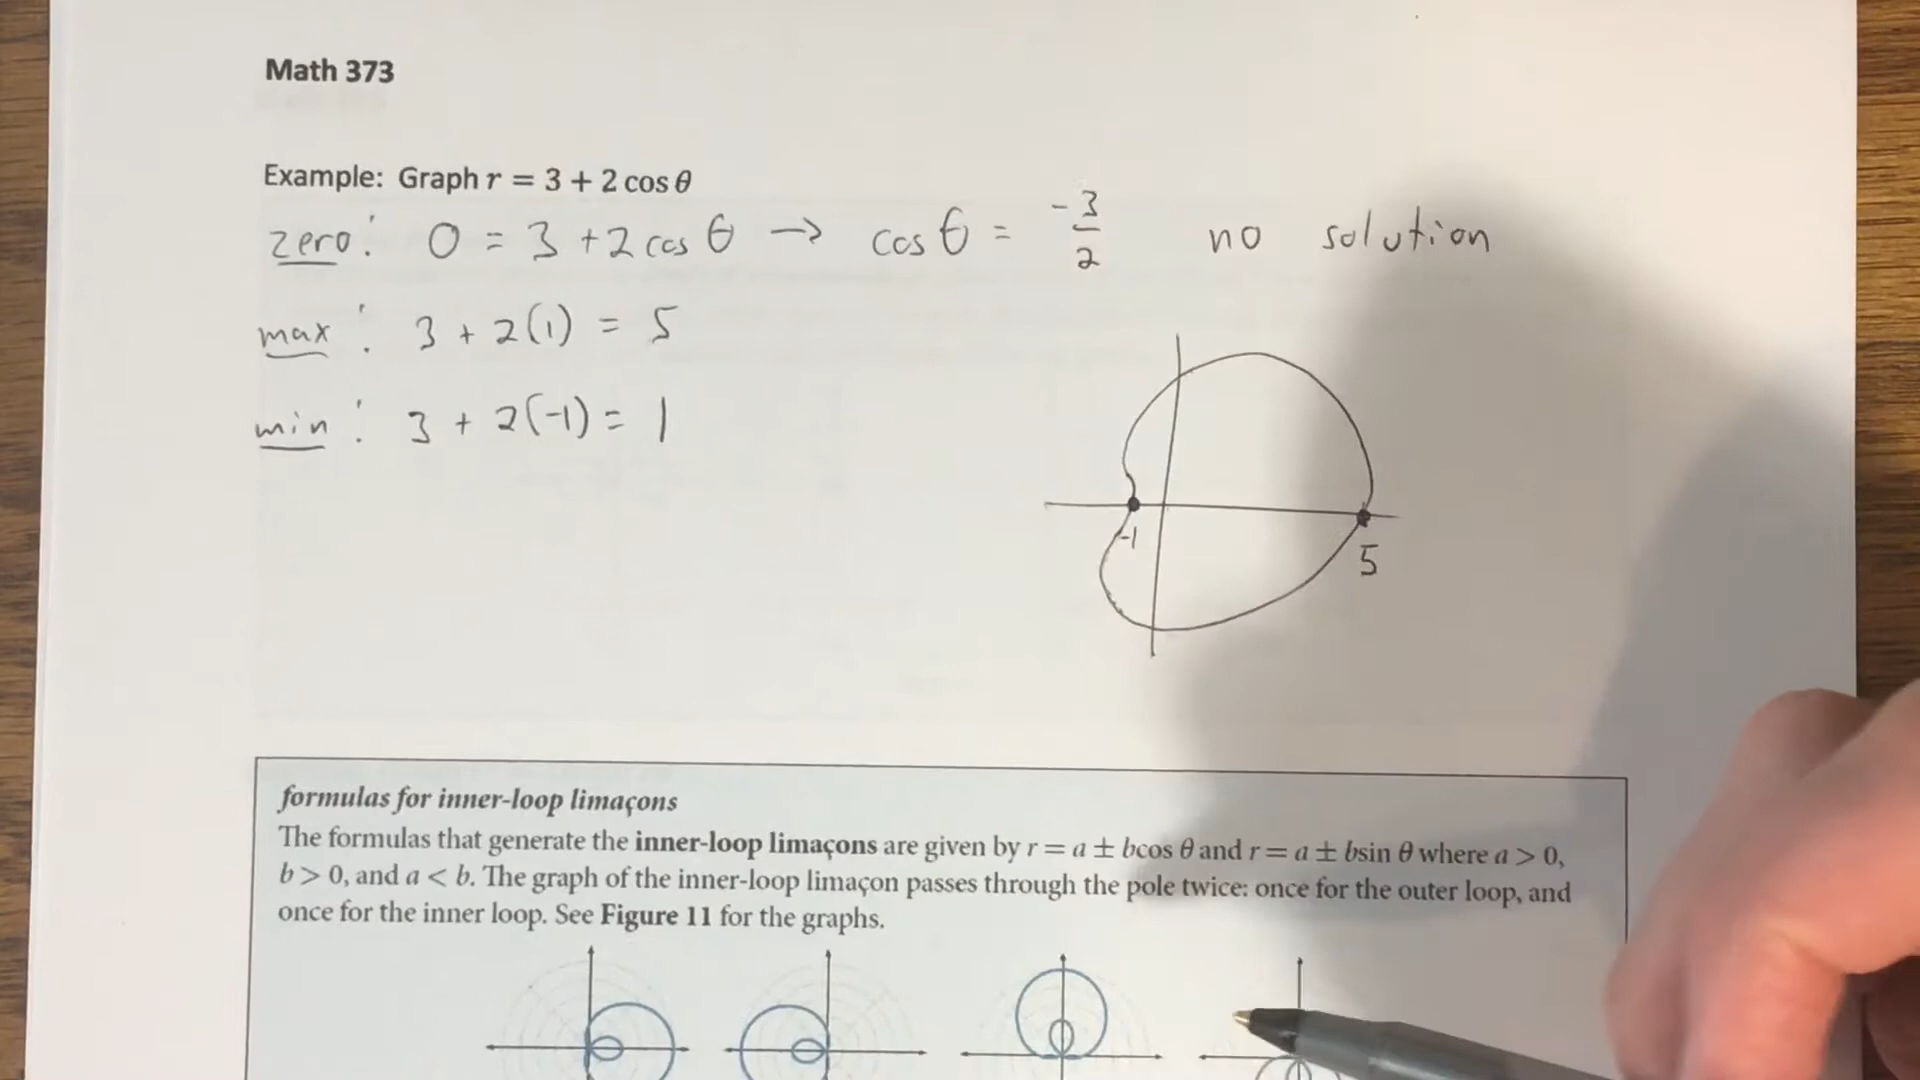 Math 373
Example: Graph r = 3 + 2 cos θ
zero: 0 = 3 + 2 cos θ → cos θ = -3/2 no solution
max: 3 + 2(1) = 5
min: 3 + 2(-1) = 1
-1
5
formulas for inner-loop limaçons
The formulas that generate the inner-loop limaçons are given by r = a ± bcos θ and r = a ± bsin θ where a > 0,
b > 0, and a < b. The graph of the inner-loop limaçon passes through the pole twice: once for the outer loop, and
once for the inner loop. See Figure 11 for the graphs.